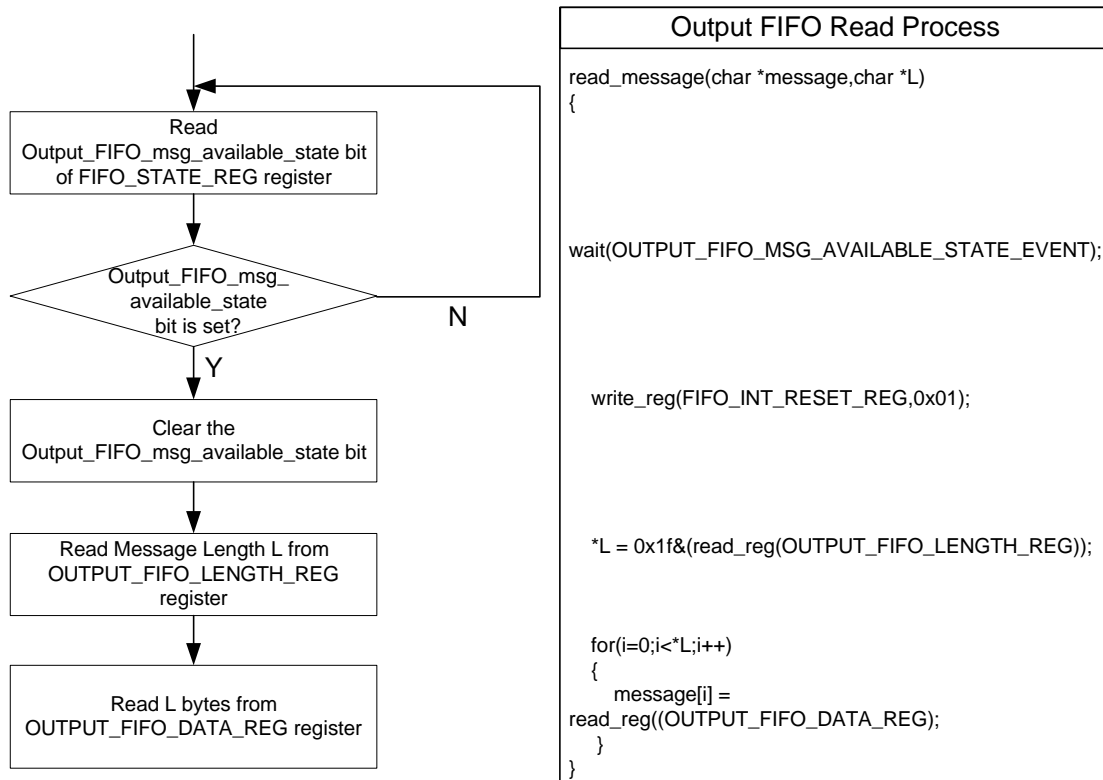 Read
Output_FIFO_msg_available_state bit
of FIFO_STATE_REG register
Output_FIFO_msg_
available_state
bit is set?
N
Y
Clear the
Output_FIFO_msg_available_state bit
Read Message Length L from
OUTPUT_FIFO_LENGTH_REG
register
Read L bytes from
OUTPUT_FIFO_DATA_REG register
Output FIFO Read Process
read_message(char *message,char *L)
{
wait(OUTPUT_FIFO_MSG_AVAILABLE_STATE_EVENT);
write_reg(FIFO_INT_RESET_REG,0x01);
*L = 0x1f&(read_reg(OUTPUT_FIFO_LENGTH_REG));
for(i=0;i<*L;i++)
{
message[i] =
read_reg((OUTPUT_FIFO_DATA_REG);
}
}